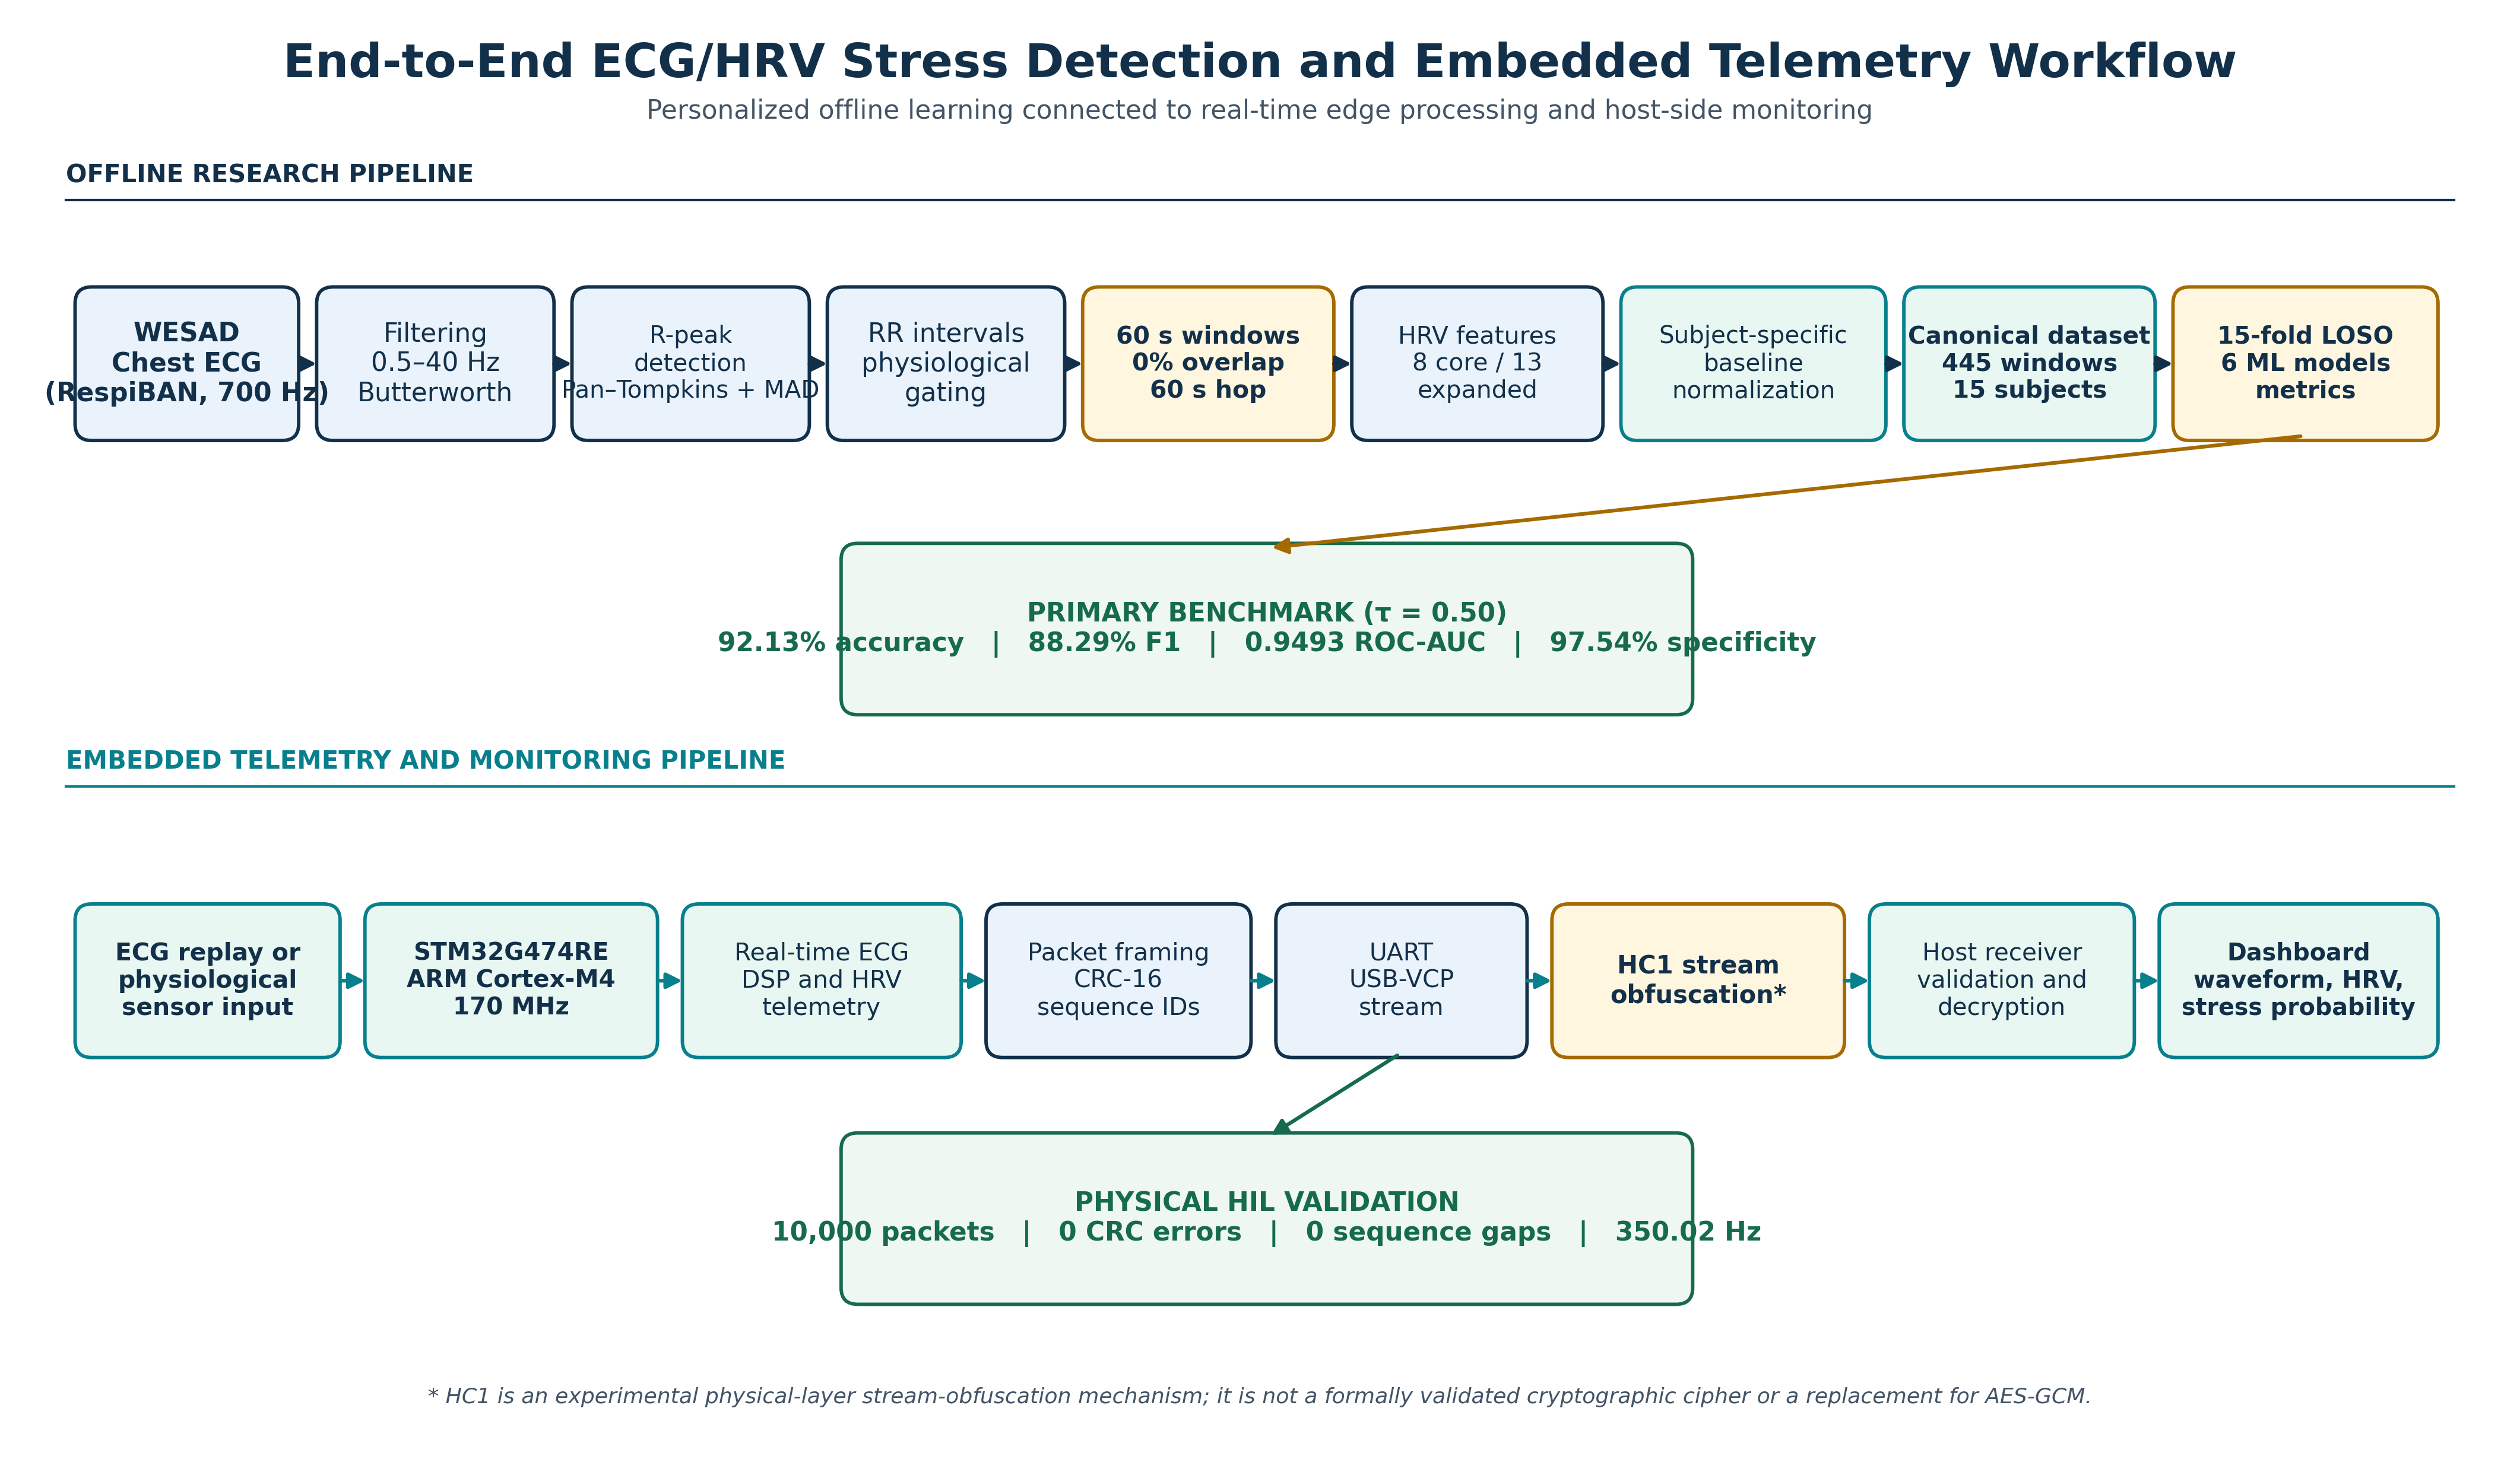 End-to-End ECG/HRV Stress Detection and Embedded Telemetry Workflow
Personalized offline learning connected to real-time edge processing and host-side monitoring
OFFLINE RESEARCH PIPELINE
WESAD
Chest ECG
(RespiBAN, 700 Hz)
Filtering
0.5–40 Hz
Butterworth
R-peak
detection
Pan–Tompkins + MAD
RR intervals
physiological
gating
60 s windows
0% overlap
60 s hop
HRV features
8 core / 13
expanded
Subject-specific
baseline
normalization
Canonical dataset
445 windows
15 subjects
15-fold LOSO
6 ML models
metrics
PRIMARY BENCHMARK (τ = 0.50)
92.13% accuracy | 88.29% F1 | 0.9493 ROC-AUC | 97.54% specificity
EMBEDDED TELEMETRY AND MONITORING PIPELINE
ECG replay or
physiological
sensor input
STM32G474RE
ARM Cortex-M4
170 MHz
Real-time ECG
DSP and HRV
telemetry
Packet framing
CRC-16
sequence IDs
UART
USB-VCP
stream
HC1 stream
obfuscation*
Host receiver
validation and
decryption
Dashboard
waveform, HRV,
stress probability
PHYSICAL HIL VALIDATION
10,000 packets | 0 CRC errors | 0 sequence gaps | 350.02 Hz
* HC1 is an experimental physical-layer stream-obfuscation mechanism; it is not a formally validated cryptographic cipher or a replacement for AES-GCM.